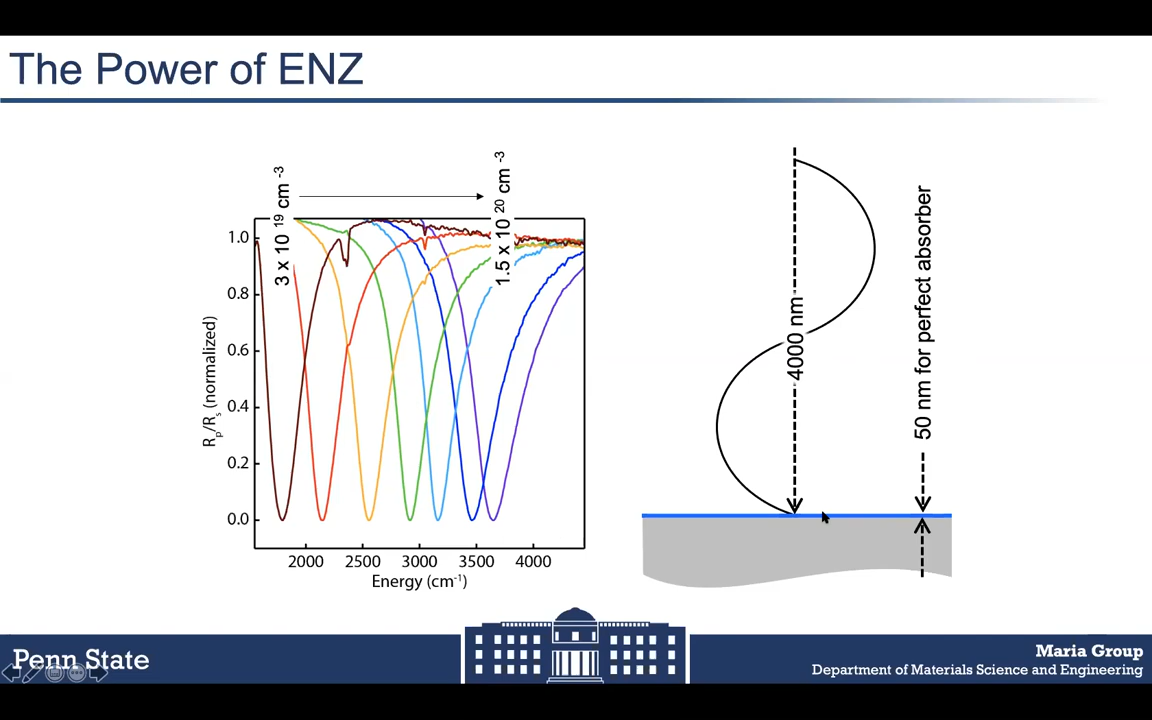 The Power of ENZ
3 x 10 19 cm -3
1.5 x 10 20 cm -3
1.0
0.8
0.6
0.4
0.2
0.0
Rp/Rs (normalized)
2000 2500 3000 3500 4000
Energy (cm-1)
4000 nm
50 nm for perfect absorber
Penn State
Maria Group
Department of Materials Science and Engineering